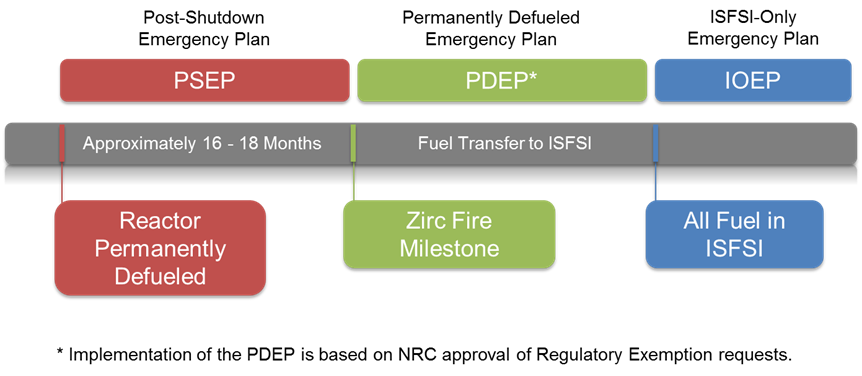 Post-Shutdown
Emergency Plan
Permanently Defueled
Emergency Plan
ISFSI-Only
Emergency Plan
PSEP
PDEP*
IOEP
Approximately 16 - 18 Months
Fuel Transfer to ISFSI
Reactor
Permanently
Defueled
Zirc Fire
Milestone
All Fuel in
ISFSI
* Implementation of the PDEP is based on NRC approval of Regulatory Exemption requests.